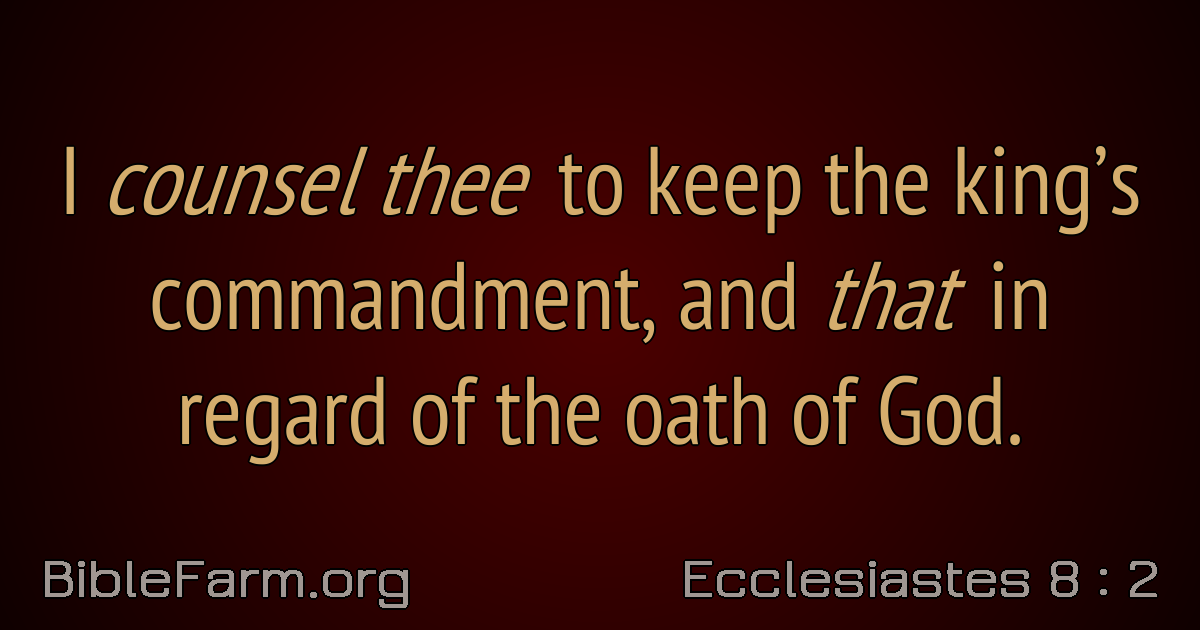 I counsel thee to keep the king’s
commandment, and that in
regard of the oath of God.
BibleFarm.org
Ecclesiastes 8 : 2